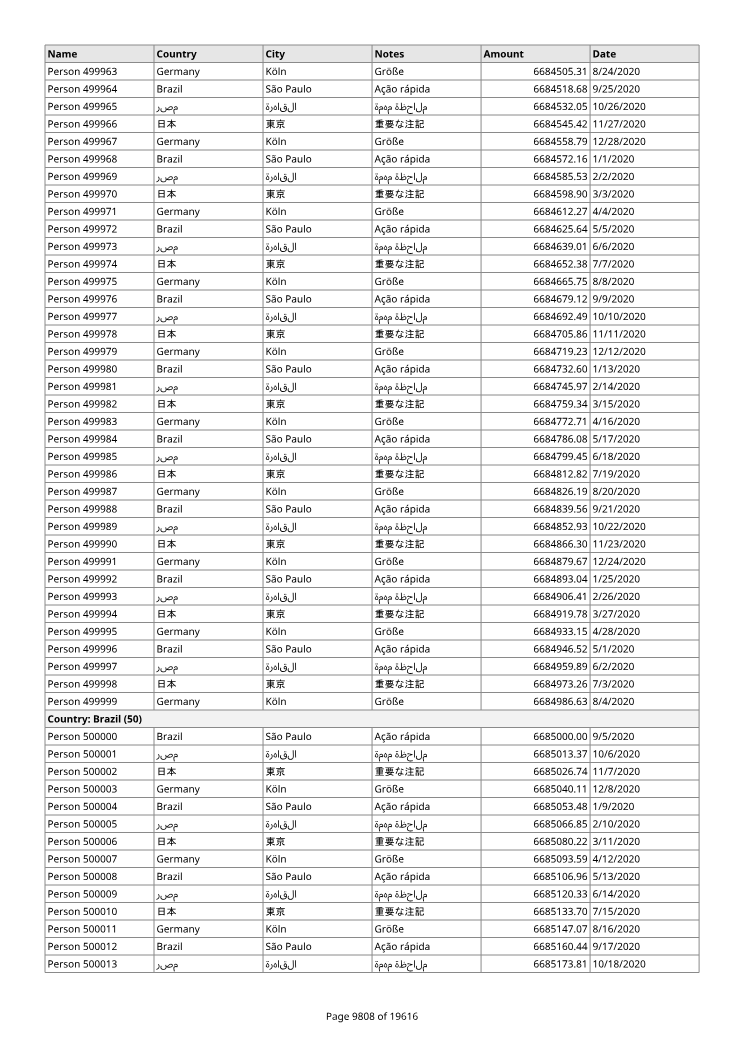 Name Country City Notes Amount Date
Person 499963 Germany Köln Größe 6684505.31 8/24/2020
Person 499964 Brazil São Paulo Ação rápida 6684518.68 9/25/2020
Person 499965 مصر القاهرة ملاحظة مهمة 6684532.05 10/26/2020
Person 499966 日本 東京 重要な注記 6684545.42 11/27/2020
Person 499967 Germany Köln Größe 6684558.79 12/28/2020
Person 499968 Brazil São Paulo Ação rápida 6684572.16 1/1/2020
Person 499969 مصر القاهرة ملاحظة مهمة 6684585.53 2/2/2020
Person 499970 日本 東京 重要な注記 6684598.90 3/3/2020
Person 499971 Germany Köln Größe 6684612.27 4/4/2020
Person 499972 Brazil São Paulo Ação rápida 6684625.64 5/5/2020
Person 499973 مصر القاهرة ملاحظة مهمة 6684639.01 6/6/2020
Person 499974 日本 東京 重要な注記 6684652.38 7/7/2020
Person 499975 Germany Köln Größe 6684665.75 8/8/2020
Person 499976 Brazil São Paulo Ação rápida 6684679.12 9/9/2020
Person 499977 مصر القاهرة ملاحظة مهمة 6684692.49 10/10/2020
Person 499978 日本 東京 重要な注記 6684705.86 11/11/2020
Person 499979 Germany Köln Größe 6684719.23 12/12/2020
Person 499980 Brazil São Paulo Ação rápida 6684732.60 1/13/2020
Person 499981 مصر القاهرة ملاحظة مهمة 6684745.97 2/14/2020
Person 499982 日本 東京 重要な注記 6684759.34 3/15/2020
Person 499983 Germany Köln Größe 6684772.71 4/16/2020
Person 499984 Brazil São Paulo Ação rápida 6684786.08 5/17/2020
Person 499985 مصر القاهرة ملاحظة مهمة 6684799.45 6/18/2020
Person 499986 日本 東京 重要な注記 6684812.82 7/19/2020
Person 499987 Germany Köln Größe 6684826.19 8/20/2020
Person 499988 Brazil São Paulo Ação rápida 6684839.56 9/21/2020
Person 499989 مصر القاهرة ملاحظة مهمة 6684852.93 10/22/2020
Person 499990 日本 東京 重要な注記 6684866.30 11/23/2020
Person 499991 Germany Köln Größe 6684879.67 12/24/2020
Person 499992 Brazil São Paulo Ação rápida 6684893.04 1/25/2020
Person 499993 مصر القاهرة ملاحظة مهمة 6684906.41 2/26/2020
Person 499994 日本 東京 重要な注記 6684919.78 3/27/2020
Person 499995 Germany Köln Größe 6684933.15 4/28/2020
Person 499996 Brazil São Paulo Ação rápida 6684946.52 5/1/2020
Person 499997 مصر القاهرة ملاحظة مهمة 6684959.89 6/2/2020
Person 499998 日本 東京 重要な注記 6684973.26 7/3/2020
Person 499999 Germany Köln Größe 6684986.63 8/4/2020
Country: Brazil (50)
Person 500000 Brazil São Paulo Ação rápida 6685000.00 9/5/2020
Person 500001 مصر القاهرة ملاحظة مهمة 6685013.37 10/6/2020
Person 500002 日本 東京 重要な注記 6685026.74 11/7/2020
Person 500003 Germany Köln Größe 6685040.11 12/8/2020
Person 500004 Brazil São Paulo Ação rápida 6685053.48 1/9/2020
Person 500005 مصر القاهرة ملاحظة مهمة 6685066.85 2/10/2020
Person 500006 日本 東京 重要な注記 6685080.22 3/11/2020
Person 500007 Germany Köln Größe 6685093.59 4/12/2020
Person 500008 Brazil São Paulo Ação rápida 6685106.96 5/13/2020
Person 500009 مصر القاهرة ملاحظة مهمة 6685120.33 6/14/2020
Person 500010 日本 東京 重要な注記 6685133.70 7/15/2020
Person 500011 Germany Köln Größe 6685147.07 8/16/2020
Person 500012 Brazil São Paulo Ação rápida 6685160.44 9/17/2020
Person 500013 مصر القاهرة ملاحظة مهمة 6685173.81 10/18/2020
Page 9808 of 19616